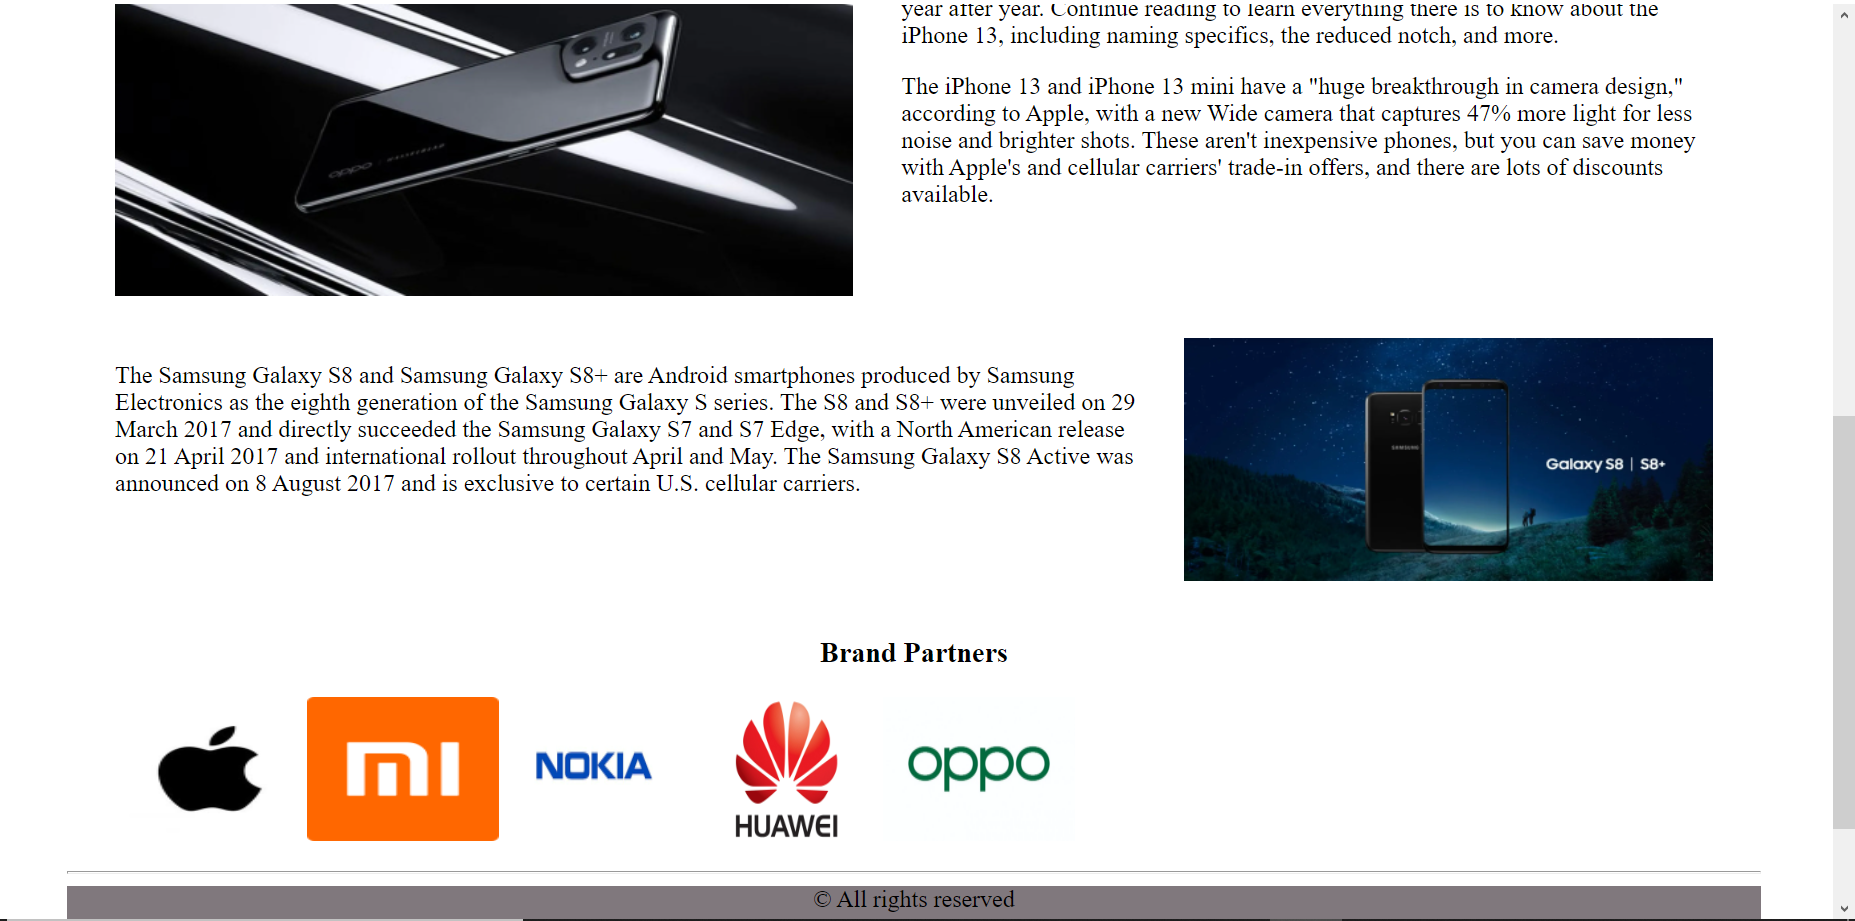 year after year. Continue reading to learn everything there is to know about the
iPhone 13, including naming specifics, the reduced notch, and more.
The iPhone 13 and iPhone 13 mini have a "huge breakthrough in camera design,"
according to Apple, with a new Wide camera that captures 47% more light for less
noise and brighter shots. These aren't inexpensive phones, but you can save money
with Apple's and cellular carriers' trade-in offers, and there are lots of discounts
available.
oppo HASSELBLAD
The Samsung Galaxy S8 and Samsung Galaxy S8+ are Android smartphones produced by Samsung
Electronics as the eighth generation of the Samsung Galaxy S series. The S8 and S8+ were unveiled on 29
March 2017 and directly succeeded the Samsung Galaxy S7 and S7 Edge, with a North American release
on 21 April 2017 and international rollout throughout April and May. The Samsung Galaxy S8 Active was
announced on 8 August 2017 and is exclusive to certain U.S. cellular carriers.
SAMSUNG
Galaxy S8 | S8+
Brand Partners
mi
NOKIA
HUAWEI
oppo
© All rights reserved